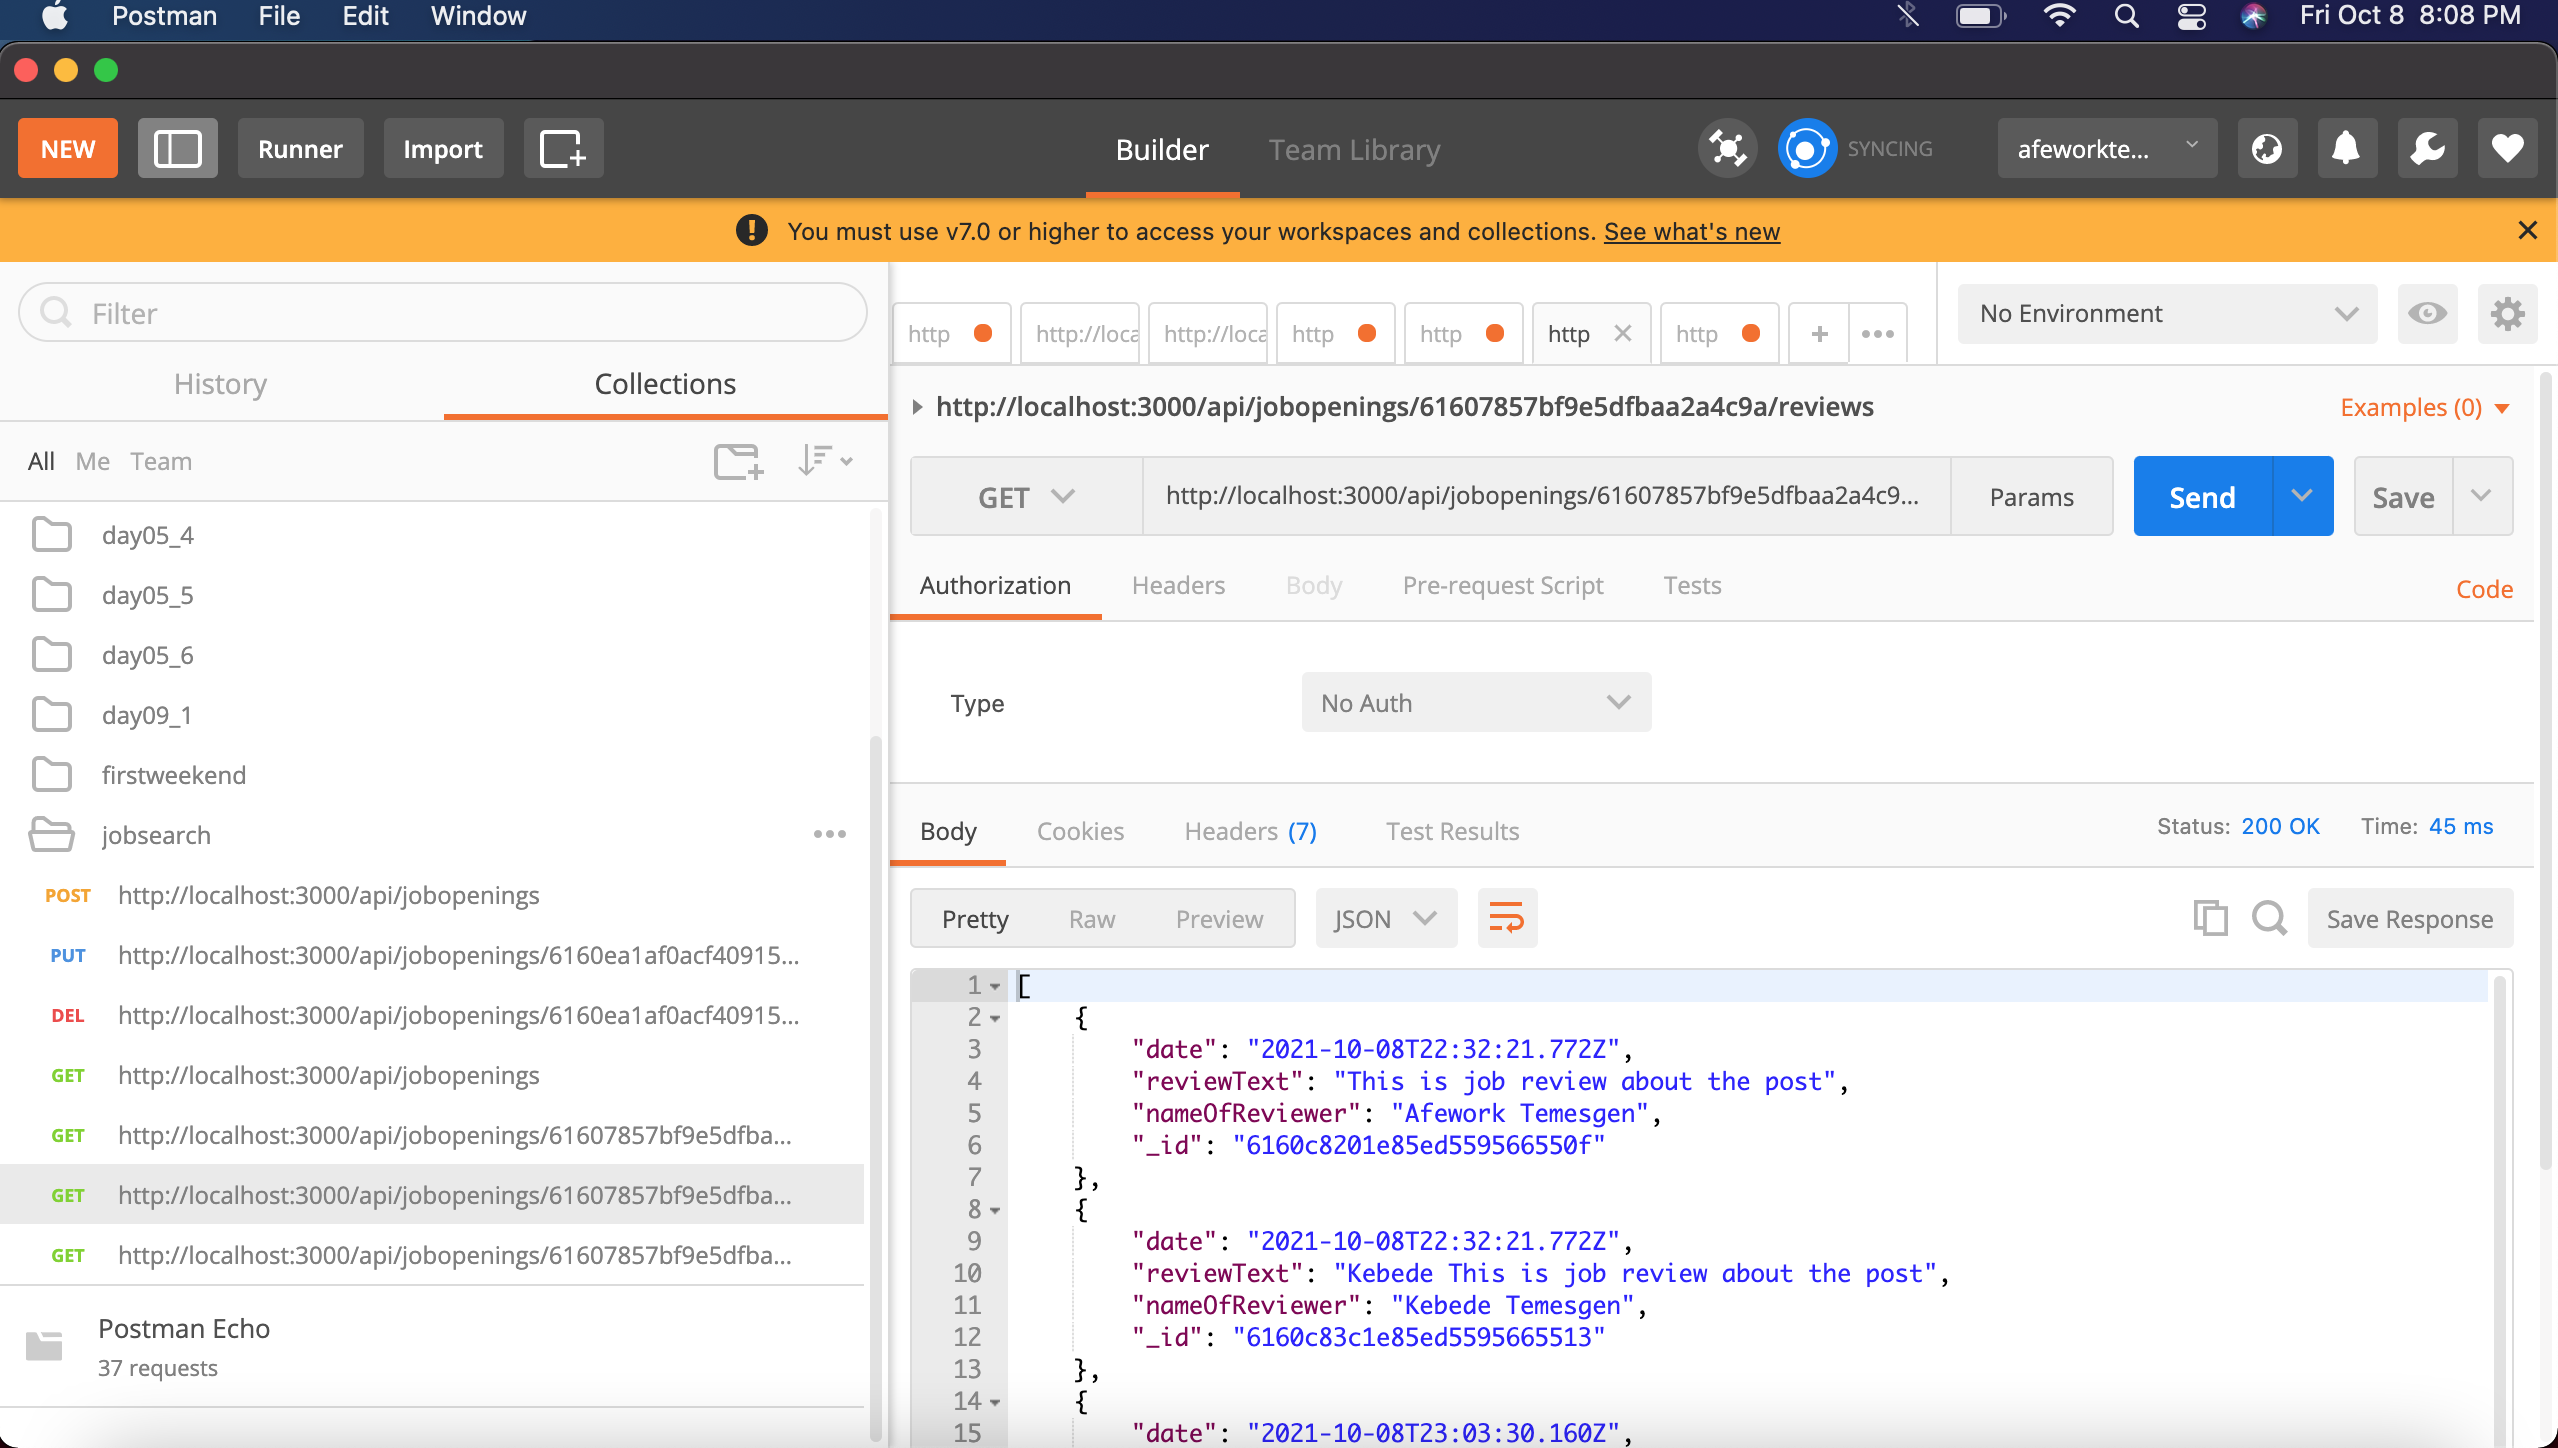 Postman File Edit Window Fri Oct 8 8:08 PM
NEW Runner Import Builder Team Library SYNCING afeworkte...
You must use v7.0 or higher to access your workspaces and collections. See what's new
Filter
History Collections
All Me Team
day05_4
day05_5
day05_6
day09_1
firstweekend
jobsearch
POST http://localhost:3000/api/jobopenings
PUT http://localhost:3000/api/jobopenings/6160ea1af0acf40915...
DEL http://localhost:3000/api/jobopenings/6160ea1af0acf40915...
GET http://localhost:3000/api/jobopenings
GET http://localhost:3000/api/jobopenings/61607857bf9e5dfba...
GET http://localhost:3000/api/jobopenings/61607857bf9e5dfba...
GET http://localhost:3000/api/jobopenings/61607857bf9e5dfba...
Postman Echo
37 requests
http http://loca http://loca http http http http + No Environment
http://localhost:3000/api/jobopenings/61607857bf9e5dfbaa2a4c9a/reviews Examples (0)
GET http://localhost:3000/api/jobopenings/61607857bf9e5dfbaa2a4c9... Params Send Save
Authorization Headers Body Pre-request Script Tests Code
Type No Auth
Body Cookies Headers (7) Test Results Status: 200 OK Time: 45 ms
Pretty Raw Preview JSON Save Response
1 [
2 {
3 "date": "2021-10-08T22:32:21.772Z",
4 "reviewText": "This is job review about the post",
5 "nameOfReviewer": "Afework Temesgen",
6 "_id": "6160c8201e85ed559566550f"
7 },
8 {
9 "date": "2021-10-08T22:32:21.772Z",
10 "reviewText": "Kebede This is job review about the post",
11 "nameOfReviewer": "Kebede Temesgen",
12 "_id": "6160c83c1e85ed5595665513"
13 },
14 {
15 "date": "2021-10-08T23:03:30.160Z",